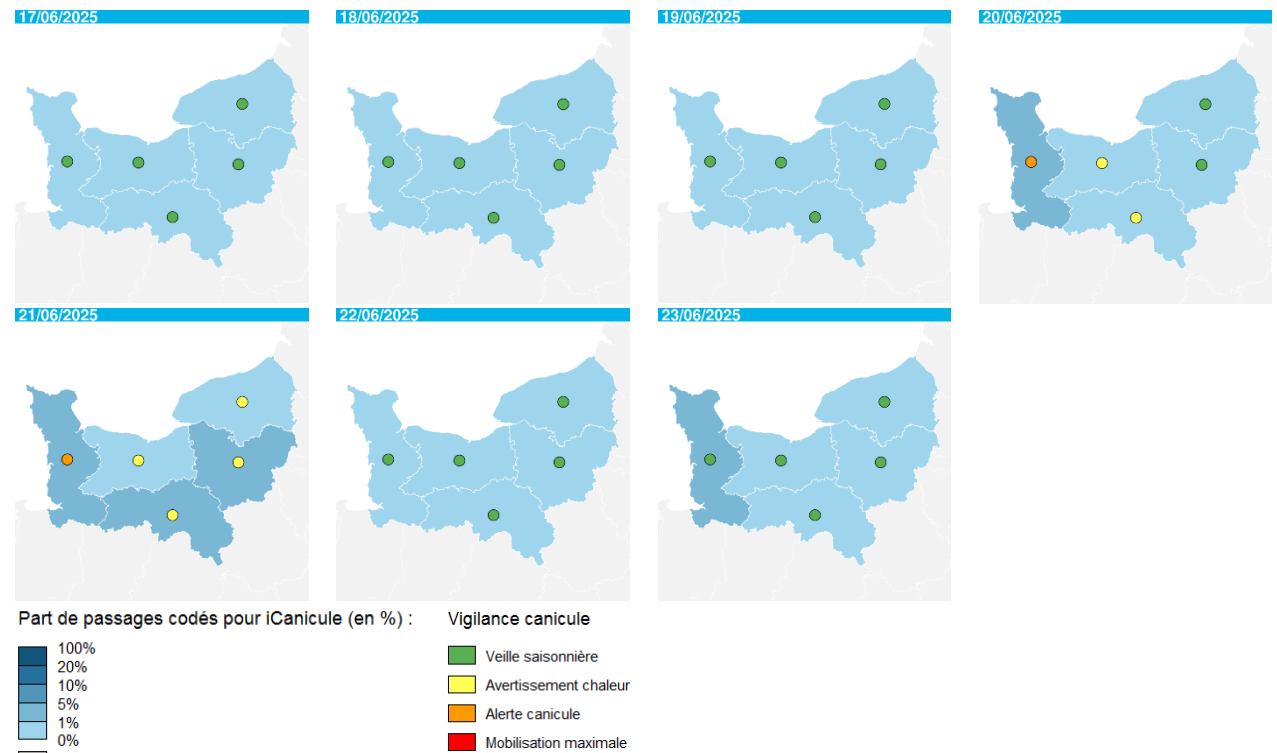 17/06/2025
18/06/2025
19/06/2025
20/06/2025
21/06/2025
22/06/2025
23/06/2025
Part de passages codés pour iCanicule (en %) :
100%
20%
10%
5%
1%
0%
Vigilance canicule
Veille saisonnière
Avertissement chaleur
Alerte canicule
Mobilisation maximale